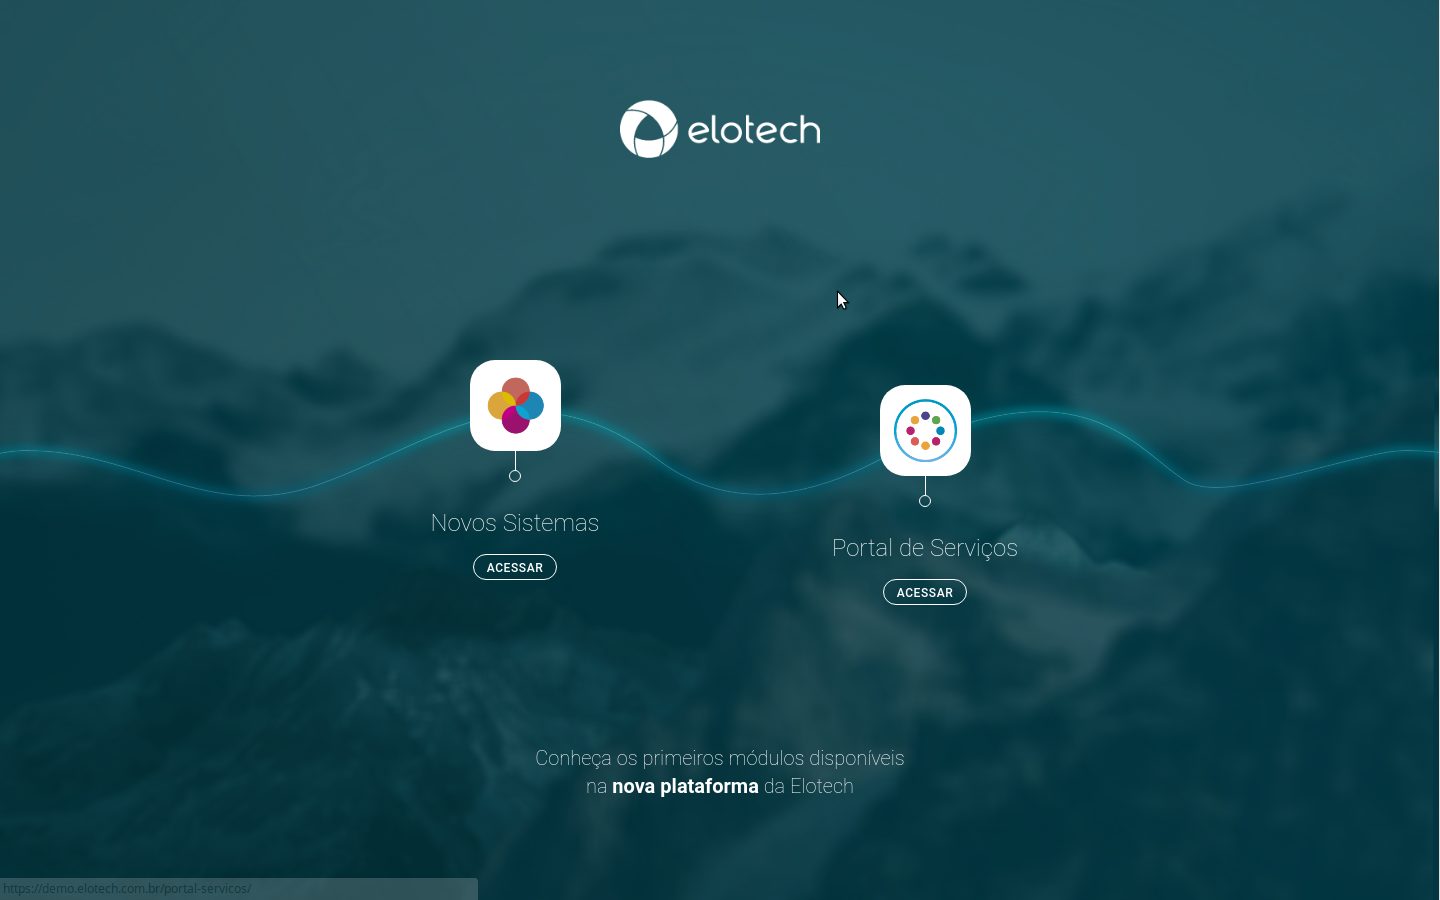 elotech
Novos Sistemas
ACESSAR
Portal de Serviços
ACESSAR
Conheça os primeiros módulos disponíveis
na nova plataforma da Elotech
https://demo.elotech.com.br/portal-servicos/